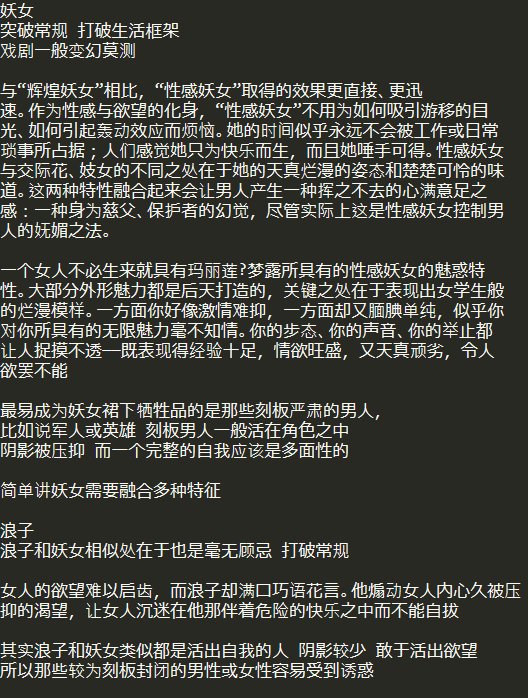 妖女
突破常规 打破生活框架
戏剧一般变幻莫测
与“辉煌妖女”相比，“性感妖女”取得的效果更直接、更迅
速。作为性感与欲望的化身，“性感妖女”不用为如何吸引游移的目
光、如何引起轰动效应而烦恼。她的时间似乎永远不会被工作或日常
琐事所占据；人们感觉她只为快乐而生，而且她唾手可得。性感妖女
与交际花、妓女的不同之处在于她的天真烂漫的姿态和楚楚可怜的味
道。这两种特性融合起来会让男人产生一种挥之不去的心满意足之
感：一种身为慈父、保护者的幻觉，尽管实际上这是性感妖女控制男
人的妩媚之法。
一个女人不必生来就具有玛丽莲?梦露所具有的性感妖女的魅惑特
性。大部分外形魅力都是后天打造的，关键之处在于表现出女学生般
的烂漫模样。一方面你好像激情难抑，一方面却又腼腆单纯，似乎你
对你所具有的无限魅力毫不知情。你的步态、你的声音、你的举止都
让人捉摸不透—既表现得经验十足，情欲旺盛，又天真顽劣，令人
欲罢不能
最易成为妖女裙下牺牲品的是那些刻板严肃的男人，
比如说军人或英雄 刻板男人一般活在角色之中
阴影被压抑 而一个完整的自我应该是多面性的
简单讲妖女需要融合多种特征
浪子
浪子和妖女相似处在于也是毫无顾忌 打破常规
女人的欲望难以启齿，而浪子却满口巧语花言。他煽动女人内心久被压
抑的渴望，让女人沉迷在他那伴着危险的快乐之中而不能自拔
其实浪子和妖女类似都是活出自我的人 阴影较少 敢于活出欲望
所以那些较为刻板封闭的男性或女性容易受到诱惑